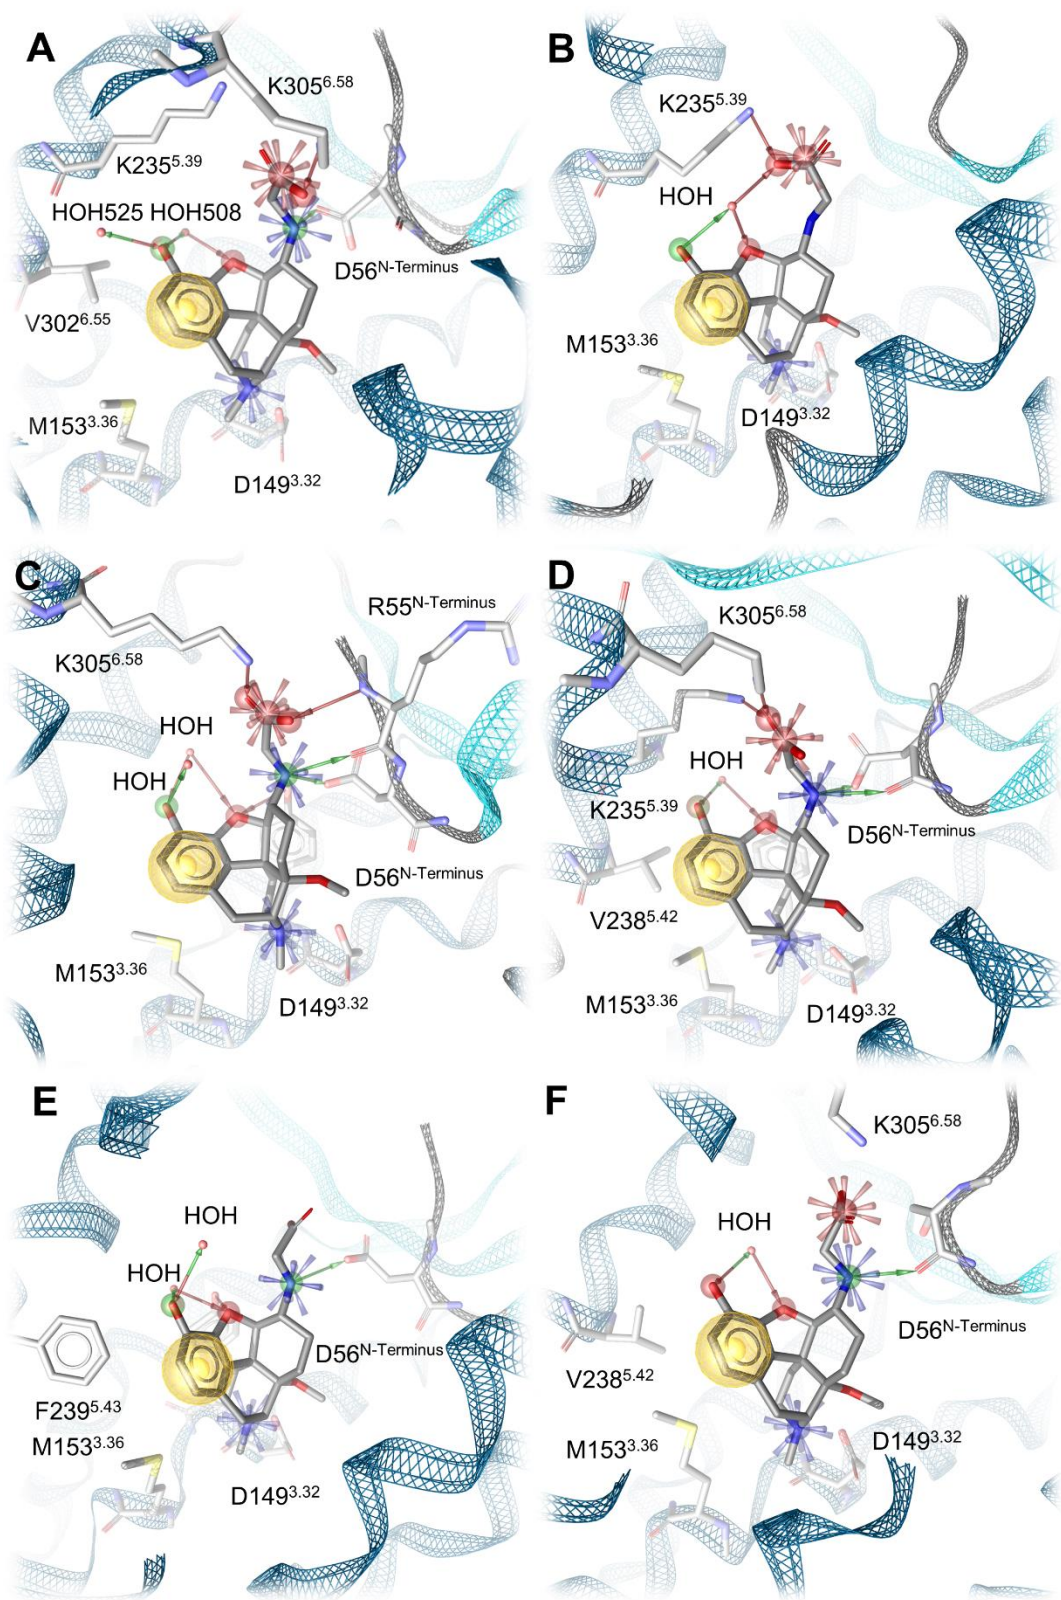 A
K305^6.58
K235^5.39
HOH525 HOH508
D56^N-Terminus
V302^6.55
M153^3.36
D149^3.32
B
K235^5.39
HOH
M153^3.36
D149^3.32
C
R55^N-Terminus
K305^6.58
HOH
HOH
D56^N-Terminus
M153^3.36
D149^3.32
D
K305^6.58
HOH
K235^5.39
D56^N-Terminus
V238^5.42
M153^3.36
D149^3.32
E
HOH
HOH
D56^N-Terminus
F239^5.43
M153^3.36
D149^3.32
F
K305^6.58
HOH
D56^N-Terminus
V238^5.42
M153^3.36
D149^3.32